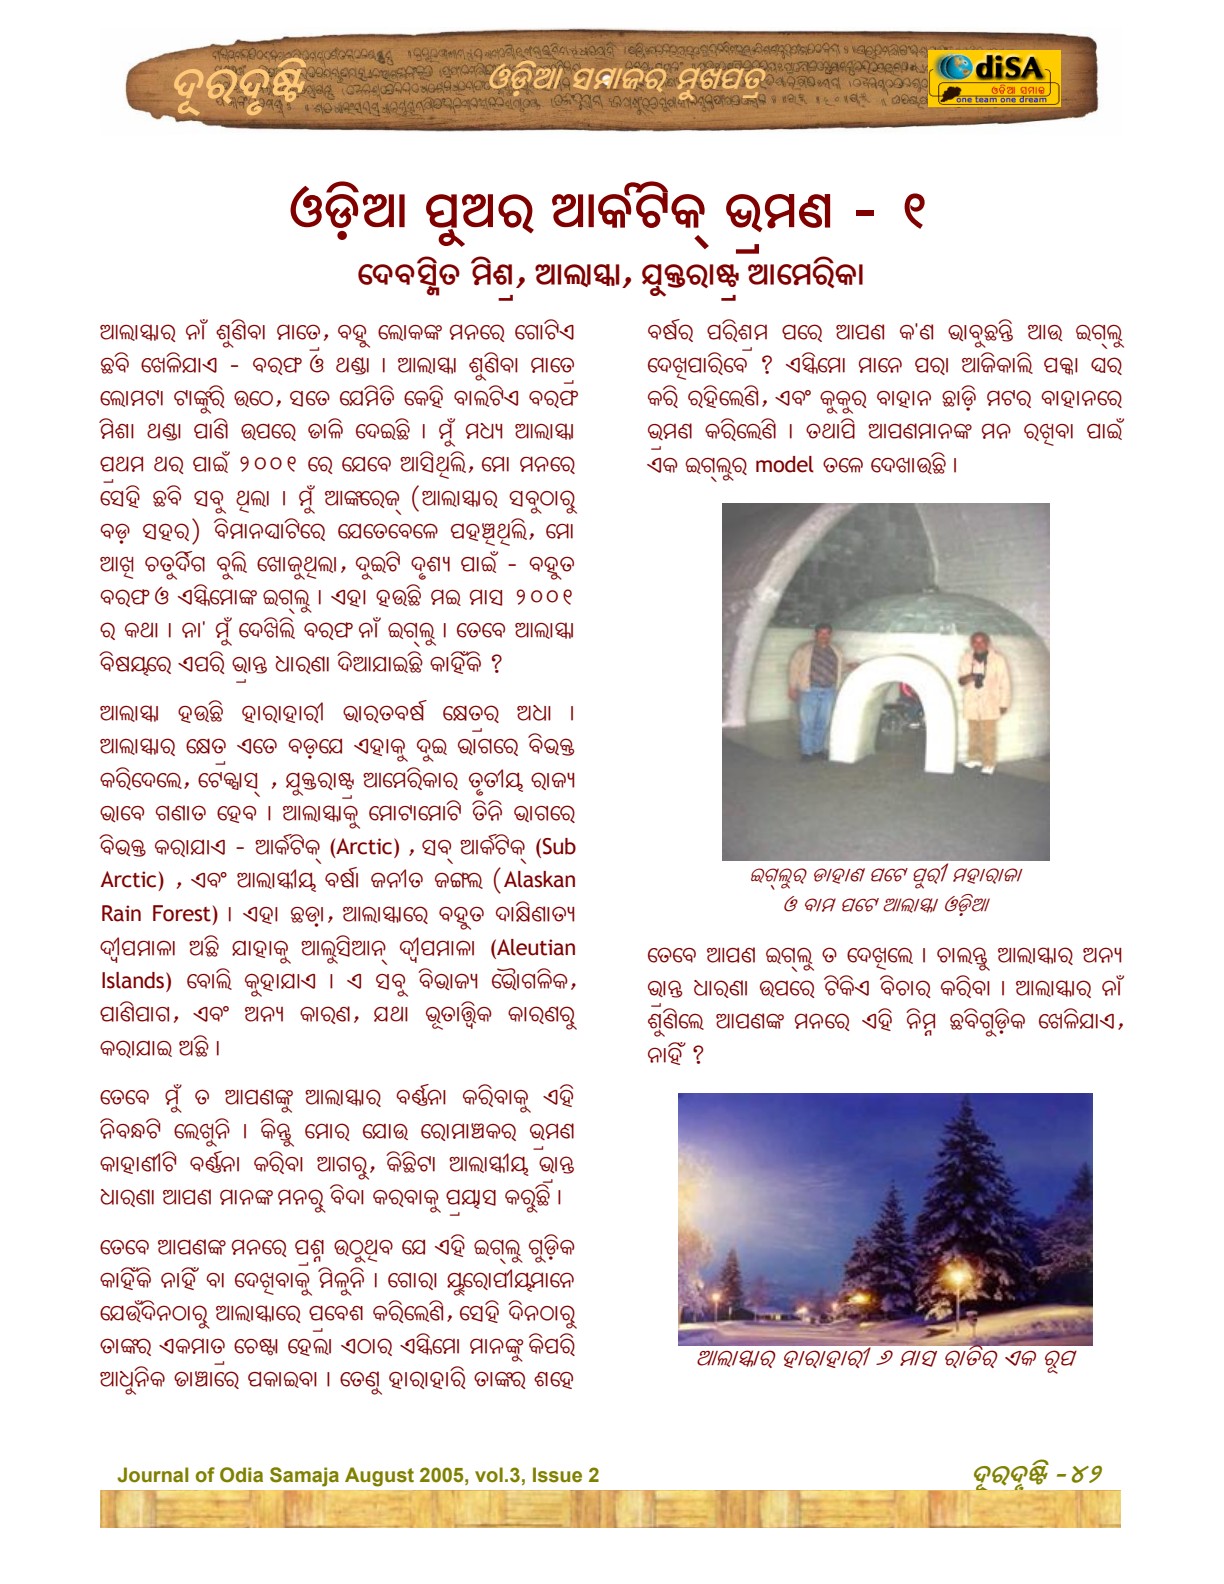 ଦୂରଦୃଷ୍ଟି
ଓଡ଼ିଆ ସମାଜର ମୁଖପତ୍ର
OdiSA
ଓଡିଆ ସମାଜ
one team one dream
ଓଡ଼ିଆ ପୁଅର ଆର୍କଟିକ୍ ଭ୍ରମଣ - ୧
ଦେବସ୍ମିତ ମିଶ୍ର, ଆଲାସ୍କା, ଯୁକ୍ତରାଷ୍ଟ୍ର ଆମେରିକା
ଆଲାସ୍କାର ନାଁ ଶୁଣିବା ମାତ୍ରେ, ବହୁ ଲୋକଙ୍କ ମନରେ ଗୋଟିଏ
ଛବି ଖେଳିଯାଏ - ବରଫ ଓ ଥଣ୍ଡା । ଆଲାସ୍କା ଶୁଣିବା ମାତ୍ରେ
ଲୋମଟା ଟାଙ୍କୁରି ଉଠେ, ସତେ ଯେମିତି କେହି ବାଲଟିଏ ବରଫ
ମିଶା ଥଣ୍ଡା ପାଣି ଉପରେ ଢାଳି ଦେଇଛି । ମୁଁ ମଧ୍ୟ ଆଲାସ୍କା
ପ୍ରଥମ ଥର ପାଇଁ ୨୦୦୧ ରେ ଯେବେ ଆସିଥିଲି, ମୋ ମନରେ
ସେହି ଛବି ସବୁ ଥିଲା । ମୁଁ ଆଙ୍କରେଜ୍ (ଆଲାସ୍କାର ସବୁଠାରୁ
ବଡ଼ ସହର) ବିମାନଘାଟିରେ ଯେତେବେଳେ ପହଞ୍ଚିଥିଲି, ମୋ
ଆଖି ଚତୁର୍ଦ୍ଦିଗ ବୁଲି ଖୋଜୁଥିଲା, ଦୁଇଟି ଦୃଶ୍ୟ ପାଇଁ - ବହୁତ
ବରଫ ଓ ଏସ୍କିମୋଙ୍କ ଇଗ୍‌ଲୁ । ଏହା ହଉଛି ମଇ ମାସ ୨୦୦୧
ର କଥା । ନା' ମୁଁ ଦେଖିଲି ବରଫ ନାଁ ଇଗ୍‌ଲୁ । ତେବେ ଆଲାସ୍କା
ବିଷୟରେ ଏପରି ଭ୍ରାନ୍ତ ଧାରଣା ଦିଆଯାଇଛି କାହିଁକି ?
ଆଲାସ୍କା ହଉଛି ହାରାହାରୀ ଭାରତବର୍ଷ କ୍ଷେତ୍ରର ଅଧା ।
ଆଲାସ୍କାର କ୍ଷେତ୍ର ଏତେ ବଡ଼ଯେ ଏହାକୁ ଦୁଇ ଭାଗରେ ବିଭକ୍ତ
କରିଦେଲେ, ଟେକ୍ସାସ୍ , ଯୁକ୍ତରାଷ୍ଟ୍ର ଆମେରିକାର ତୃତୀୟ ରାଜ୍ୟ
ଭାବେ ଗଣାତ ହେବ । ଆଲାସ୍କାକୁ ମୋଟାମୋଟି ତିନି ଭାଗରେ
ବିଭକ୍ତ କରାଯାଏ - ଆର୍କଟିକ୍ (Arctic) , ସବ୍ ଆର୍କଟିକ୍ (Sub
Arctic) , ଏବଂ ଆଲାସ୍କୀୟ ବର୍ଷା ଜନୀତ ଜଙ୍ଗଲ (Alaskan
Rain Forest) । ଏହା ଛଡ଼ା, ଆଲାସ୍କାରେ ବହୁତ ଦାକ୍ଷିଣାତ୍ୟ
ଦ୍ୱୀପମାଳା ଅଛି ଯାହାକୁ ଆଲୁସିଆନ୍ ଦ୍ୱୀପମାଳା (Aleutian
Islands) ବୋଲି କୁହାଯାଏ । ଏ ସବୁ ବିଭାଜ୍ୟ ଭୌଗଳିକ,
ପାଣିପାଗ, ଏବଂ ଅନ୍ୟ କାରଣ, ଯଥା ଭୂତାତ୍ତ୍ୱିକ କାରଣରୁ
କରାଯାଇ ଅଛି ।
ତେବେ ମୁଁ ତ ଆପଣଙ୍କୁ ଆଲାସ୍କାର ବର୍ଣ୍ଣନା କରିବାକୁ ଏହି
ନିବନ୍ଧଟି ଲେଖୁନି । କିନ୍ତୁ ମୋର ଯୋଉ ରୋମାଞ୍ଚକର ଭ୍ରମଣ
କାହାଣୀଟି ବର୍ଣ୍ଣନା କରିବା ଆଗରୁ, କିଛିଟା ଆଲାସ୍କୀୟ ଭ୍ରାନ୍ତ
ଧାରଣା ଆପଣ ମାନଙ୍କ ମନରୁ ବିଦା କରବାକୁ ପ୍ରୟାସ କରୁଛି ।
ତେବେ ଆପଣଙ୍କ ମନରେ ପ୍ରଶ୍ନ ଉଠୁଥିବ ଯେ ଏହି ଇଗ୍‌ଲୁ ଗୁଡ଼ିକ
କାହିଁକି ନାହିଁ ବା ଦେଖିବାକୁ ମିଳୁନି । ଗୋରା ୟୁରୋପୀୟମାନେ
ଯେଉଁଦିନଠାରୁ ଆଲାସ୍କାରେ ପ୍ରବେଶ କରିଲେଣି, ସେହି ଦିନଠାରୁ
ତାଙ୍କର ଏକମାତ୍ର ଚେଷ୍ଟା ହେଲା ଏଠାର ଏସ୍କିମୋ ମାନଙ୍କୁ କିପରି
ଆଧୁନିକ ଢାଞ୍ଚାରେ ପକାଇବା । ତେଣୁ ହାରାହାରି ତାଙ୍କର ଶହେ
ବର୍ଷର ପରିଶ୍ରମ ପରେ ଆପଣ କ'ଣ ଭାବୁଛନ୍ତି ଆଉ ଇଗ୍‌ଲୁ
ଦେଖିପାରିବେ ? ଏସ୍କିମୋ ମାନେ ପରା ଆଜିକାଲି ପକ୍କା ଘର
କରି ରହିଲେଣି, ଏବଂ କୁକୁର ବାହାନ ଛାଡ଼ି ମଟର ବାହାନରେ
ଭ୍ରମଣ କରିଲେଣି । ତଥାପି ଆପଣମାନଙ୍କ ମନ ରଖିବା ପାଇଁ
ଏକ ଇଗ୍‌ଲୁର model ତଳେ ଦେଖାଉଛି ।
ଇଗ୍‌ଲୁର ଡାହାଣ ପଟେ ପୁରୀ ମହାରାଜା
ଓ ବାମ ପଟେ ଆଲାସ୍କା ଓଡ଼ିଆ
ତେବେ ଆପଣ ଇଗ୍‌ଲୁ ତ ଦେଖିଲେ । ଚାଲନ୍ତୁ ଆଲାସ୍କାର ଅନ୍ୟ
ଭ୍ରାନ୍ତ ଧାରଣା ଉପରେ ଟିକିଏ ବିଚାର କରିବା । ଆଲାସ୍କାର ନାଁ
ଶୁଣିଲେ ଆପଣଙ୍କ ମନରେ ଏହି ନିମ୍ନ ଛବିଗୁଡ଼ିକ ଖେଳିଯାଏ,
ନାହିଁ ?
ଆଲାସ୍କାର ହାରାହାରୀ ୬ ମାସ ରାତିର ଏକ ରୂପ
Journal of Odia Samaja August 2005, vol.3, Issue 2
ଦୂରଦୃଷ୍ଟି -୪୨